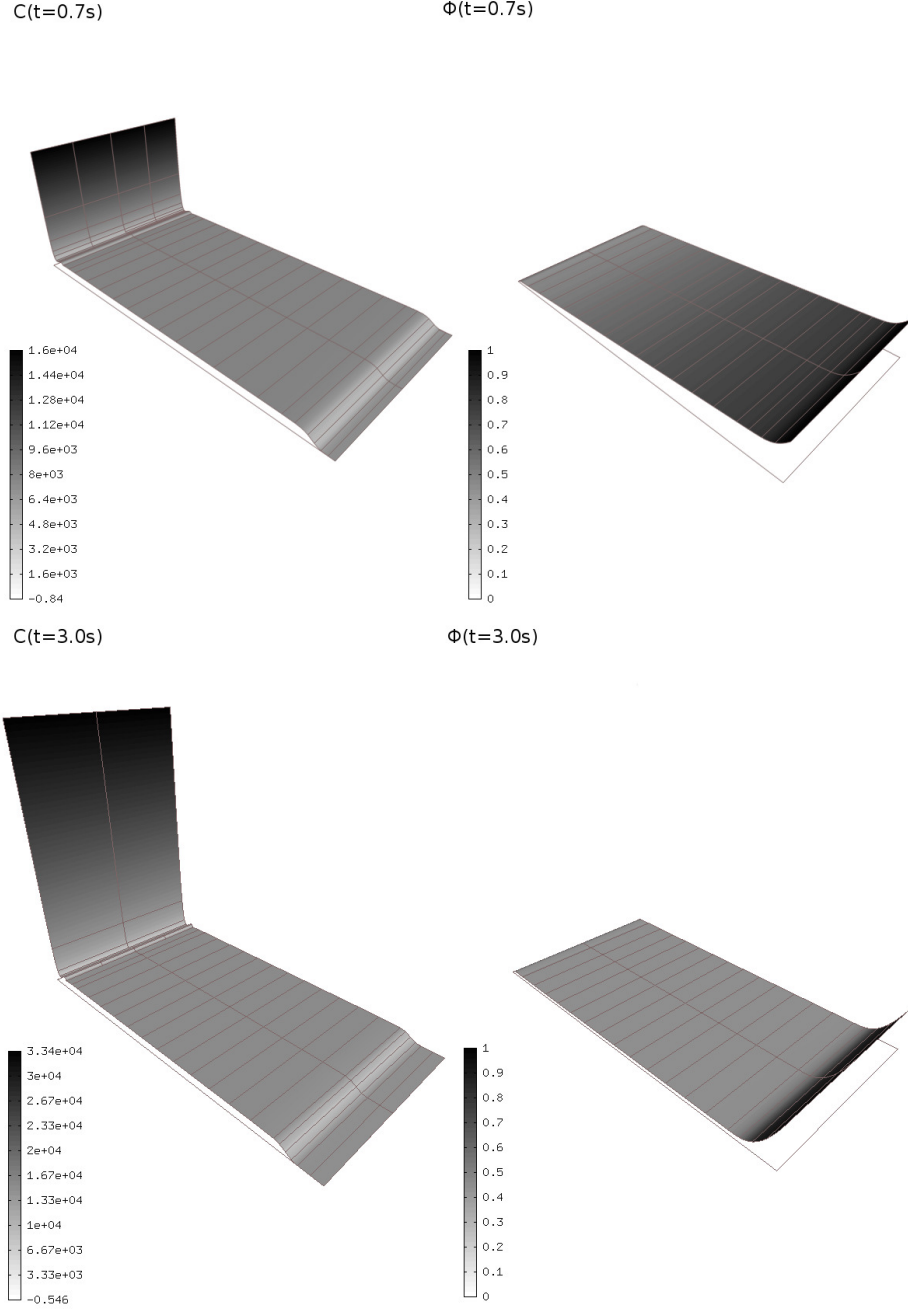 C(t=0.7s)
Φ(t=0.7s)
1.6e+04
1.44e+04
1.28e+04
1.12e+04
9.6e+03
8e+03
6.4e+03
4.8e+03
3.2e+03
1.6e+03
-0.84
1
0.9
0.8
0.7
0.6
0.5
0.4
0.3
0.2
0.1
0
C(t=3.0s)
Φ(t=3.0s)
3.34e+04
3e+04
2.67e+04
2.33e+04
2e+04
1.67e+04
1.33e+04
1e+04
6.67e+03
3.33e+03
-0.546
1
0.9
0.8
0.7
0.6
0.5
0.4
0.3
0.2
0.1
0